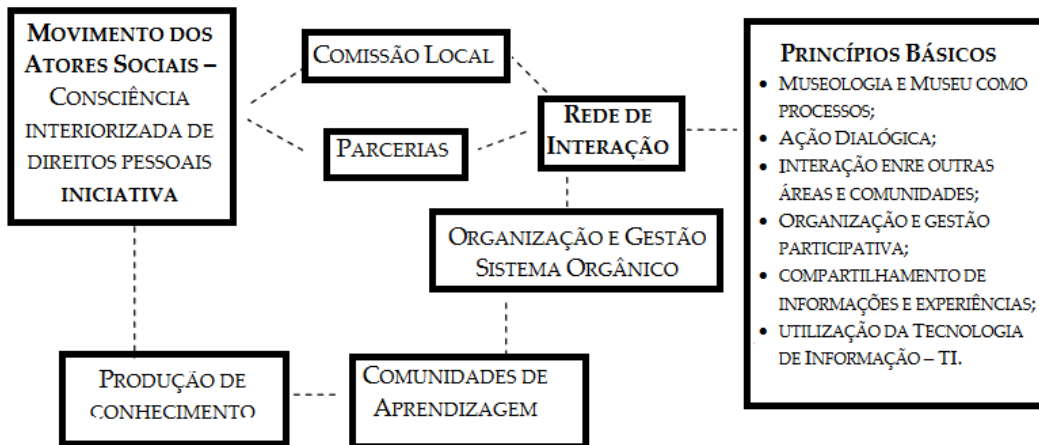 MOVIMENTO DOS
ATORES SOCIAIS –
CONSCIÊNCIA
INTERIORIZADA DE
DIREITOS PESSOAIS
INICIATIVA
COMISSÃO LOCAL
PARCERIAS
REDE DE
INTERAÇÃO
ORGANIZAÇÃO E GESTÃO
SISTEMA ORGÂNICO
PRODUÇÃO DE
CONHECIMENTO
COMUNIDADES DE
APRENDIZAGEM
PRINCÍPIOS BÁSICOS
• MUSEOLOGIA E MUSEU COMO
PROCESSOS;
• AÇÃO DIALÓGICA;
• INTERAÇÃO ENRE OUTRAS
ÁREAS E COMUNIDADES;
• ORGANIZAÇÃO E GESTÃO
PARTICIPATIVA;
• COMPARTILHAMENTO DE
INFORMAÇÕES E EXPERIÊNCIAS;
• UTILIZAÇÃO DA TECNOLOGIA
DE INFORMAÇÃO – TI.